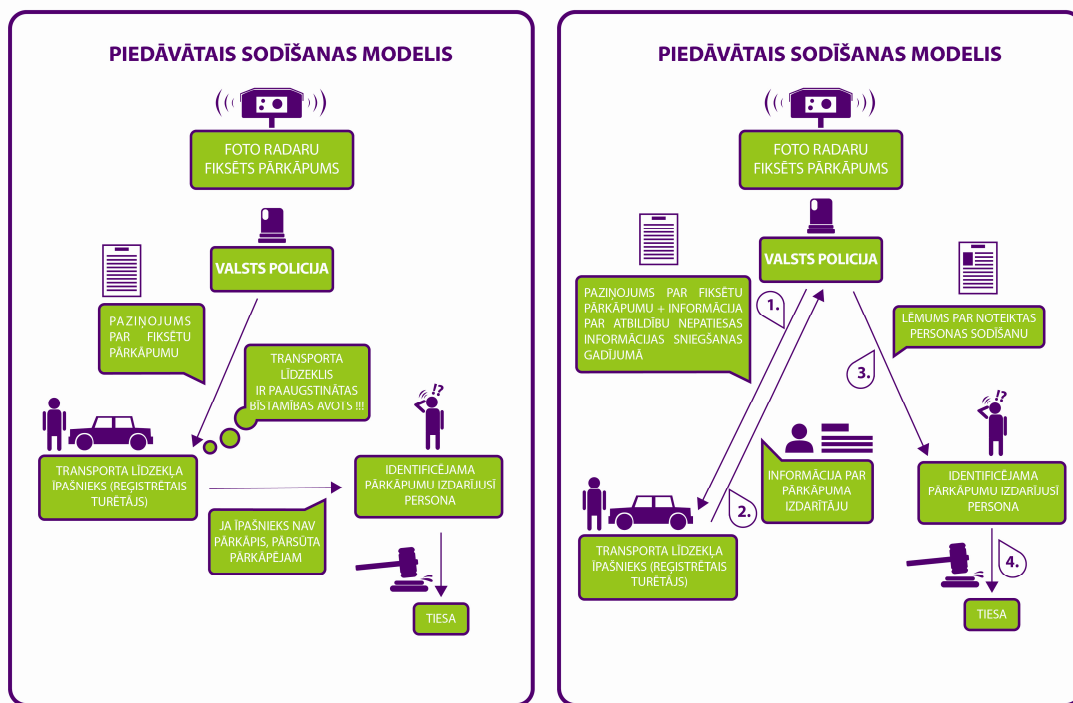 PIEDĀVĀTAIS SODĪŠANAS MODELIS
FOTO RADARU
FIKSĒTS PĀRKĀPUMS
VALSTS POLICIJA
PAZIŅOJUMS
PAR FIKSĒTU
PĀRKĀPUMU
TRANSPORTA
LĪDZEKLIS
IR PAAUGSTINĀTAS
BĪSTAMĪBAS AVOTS !!!
!?
TRANSPORTA LĪDZEKĻA
ĪPAŠNIEKS (REĢISTRĒTAIS
TURĒTĀJS)
IDENTIFICĒJAMA
PĀRKĀPUMU IZDARĪJUSĪ
PERSONA
JA ĪPAŠNIEKS NAV
PĀRKĀPIS, PĀRSŪTA
PĀRKĀPĒJAM
TIESA
PIEDĀVĀTAIS SODĪŠANAS MODELIS
FOTO RADARU
FIKSĒTS PĀRKĀPUMS
VALSTS POLICIJA
PAZIŅOJUMS PAR FIKSĒTU
PĀRKĀPUMU + INFORMĀCIJA
PAR ATBILDĪBU NEPATIESAS
INFORMĀCIJAS SNIEGŠANAS
GADĪJUMĀ
1.
LĒMUMS PAR NOTEIKTAS
PERSONAS SODĪŠANU
3.
!?
INFORMĀCIJA PAR
PĀRKĀPUMA
IZDARĪTĀJU
2.
IDENTIFICĒJAMA
PĀRKĀPUMU IZDARĪJUSĪ
PERSONA
TRANSPORTA LĪDZEKĻA
ĪPAŠNIEKS (REĢISTRĒTAIS
TURĒTĀJS)
4.
TIESA